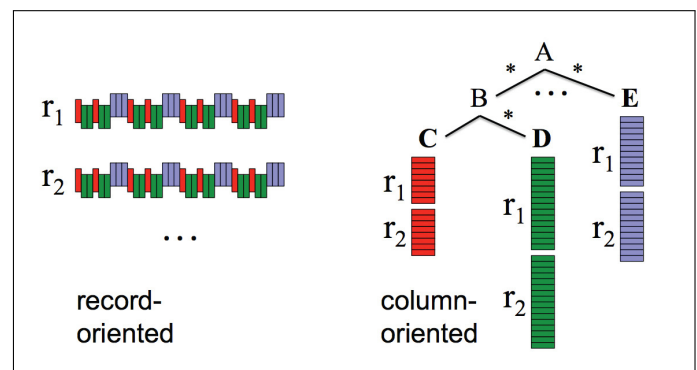 r1
r2
...
record-
oriented
A
* *
B ... E
*
C D
r1
r2
r1
r2
r1
r2
column-
oriented